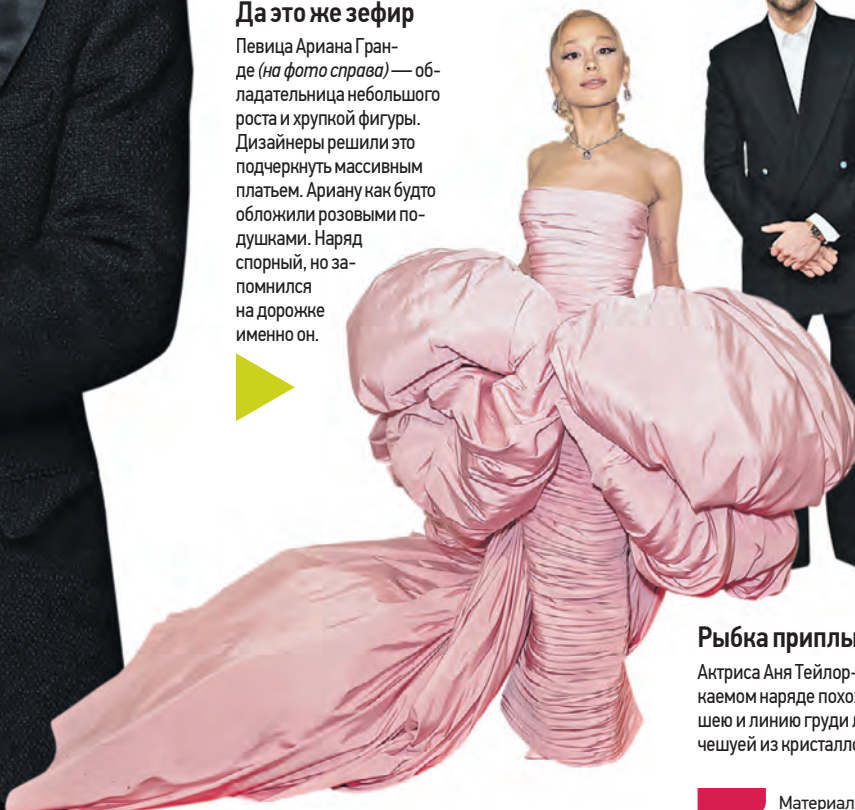 Да это же зефир
Певица Ариана Гран-
де (на фото справа) — об-
ладательница небольшого
роста и хрупкой фигуры.
Дизайнеры решили это
подчеркнуть массивным
платьем. Ариану как будто
обложили розовыми по-
душками. Наряд
спорный, но за-
помнился
на дорожке
именно он.
Рыбка приплы
Актриса Аня Тейлор-
каемом наряде похо
шею и линию груди
чешуей из кристалло
Материал